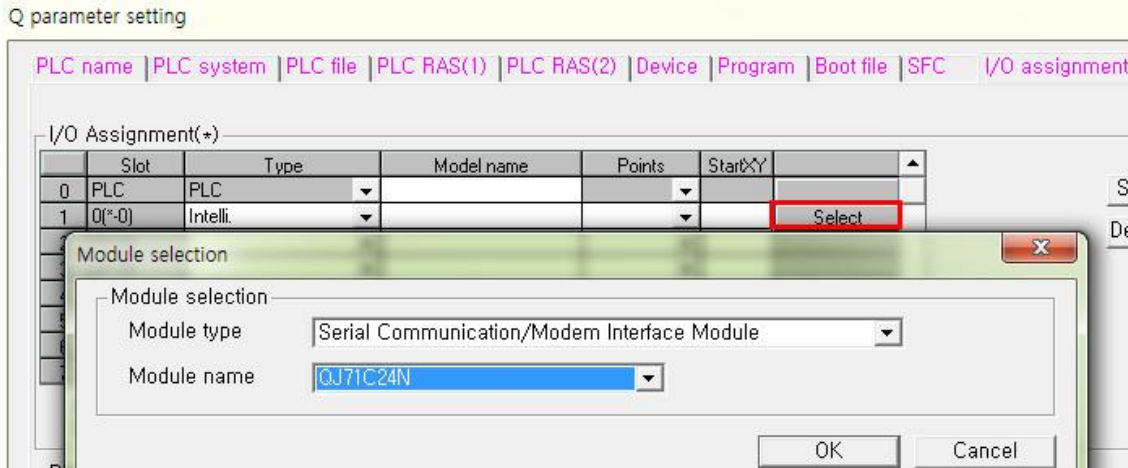 Q parameter setting
PLC name PLC system PLC file PLC RAS(1) PLC RAS(2) Device Program Boot file SFC I/O assignment
I/O Assignment(*)
Slot Type Model name Points StartXY
0 PLC PLC
1 0(*-0) Intelli. Select
Module selection
Module selection
Module type Serial Communication/Modem Interface Module
Module name QJ71C24N
OK Cancel